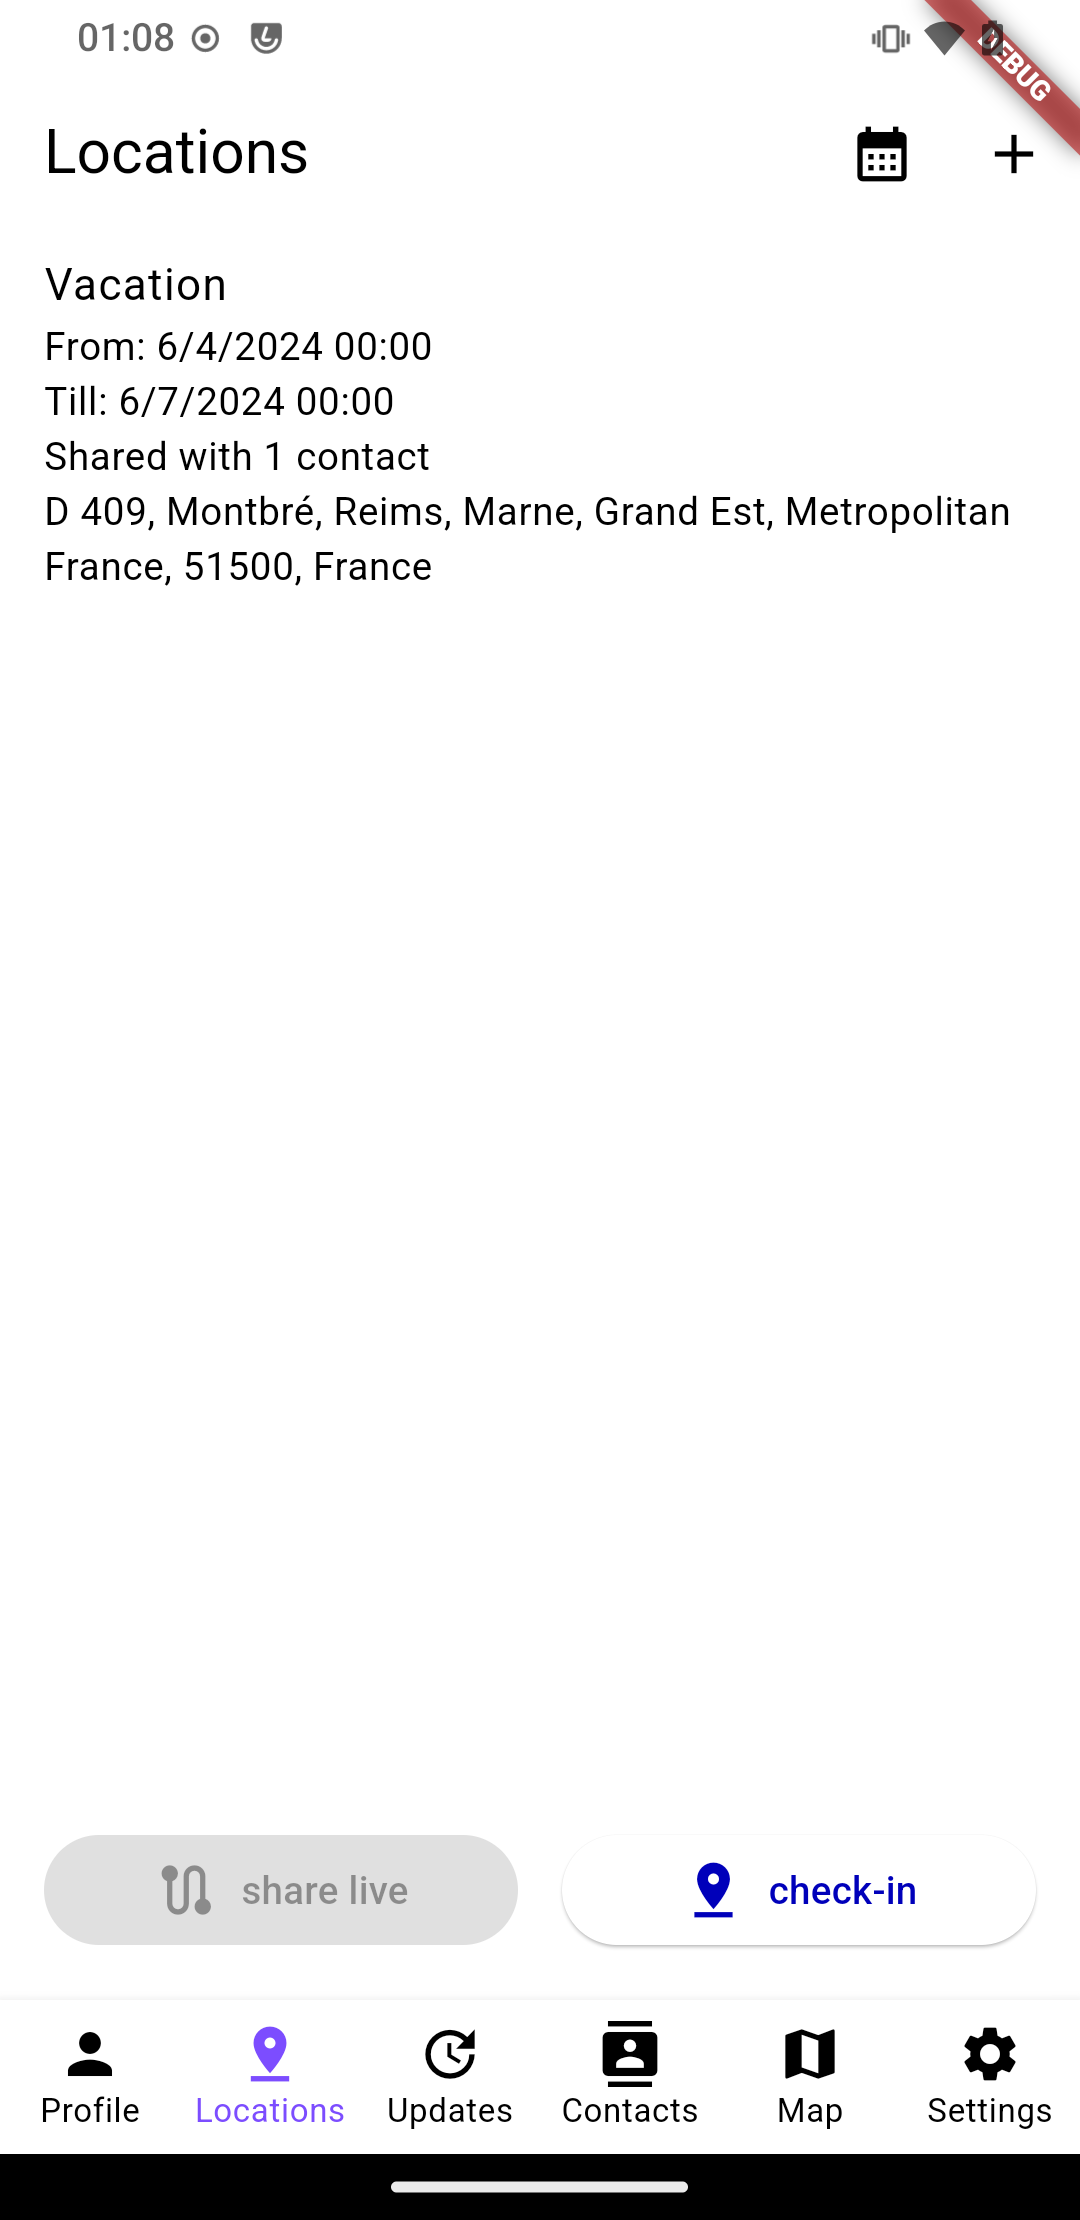 01:08
DEBUG
Locations
Vacation
From: 6/4/2024 00:00
Till: 6/7/2024 00:00
Shared with 1 contact
D 409, Montbré, Reims, Marne, Grand Est, Metropolitan
France, 51500, France
share live
check-in
Profile
Locations
Updates
Contacts
Map
Settings